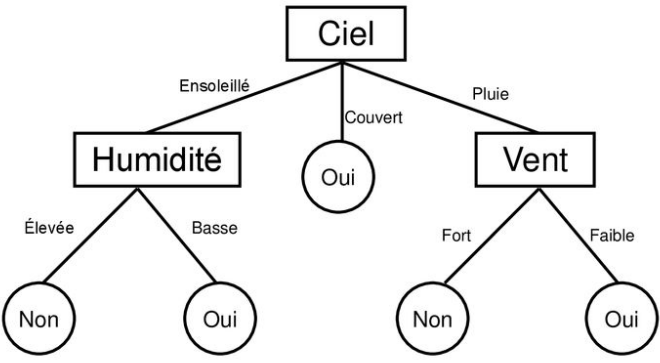 Ciel
Ensoleillé
Pluie
Couvert
Humidité
Oui
Vent
Élevée
Basse
Fort
Faible
Non
Oui
Non
Oui